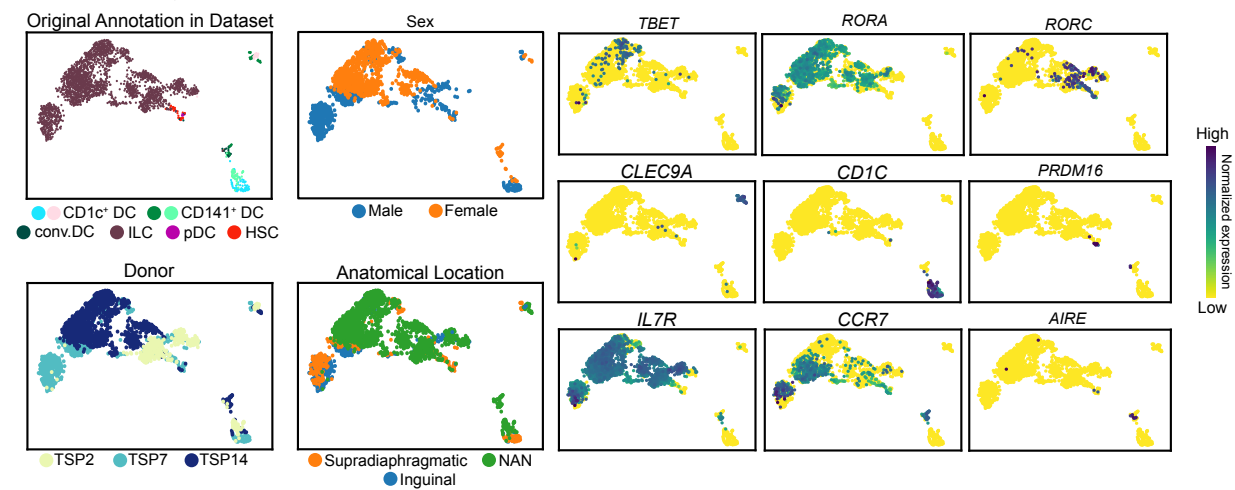 Original Annotation in Dataset
CD1c⁺ DC CD141⁺ DC
conv.DC ILC pDC HSC
Sex
Male Female
Donor
TSP2 TSP7 TSP14
Anatomical Location
Supradiaphragmatic NAN
Inguinal
TBET RORA RORC
CLEC9A CD1C PRDM16
IL7R CCR7 AIRE
High
Normalized expression
Low